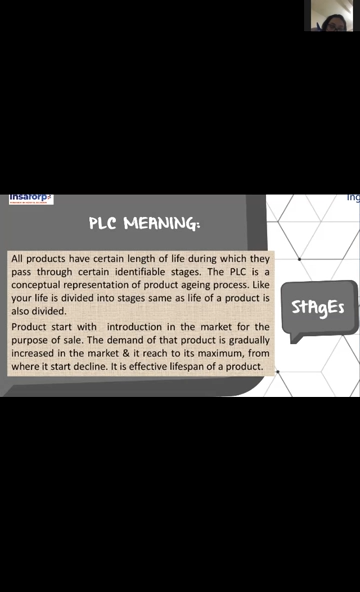 Insaforp
Ing
PLC MEANING:
All products have certain length of life during which they
pass through certain identifiable stages. The PLC is a
conceptual representation of product ageing process. Like
your life is divided into stages same as life of a product is
also divided.
Product start with introduction in the market for the
purpose of sale. The demand of that product is gradually
increased in the market & it reach to its maximum, from
where it start decline. It is effective lifespan of a product.
StAgEs